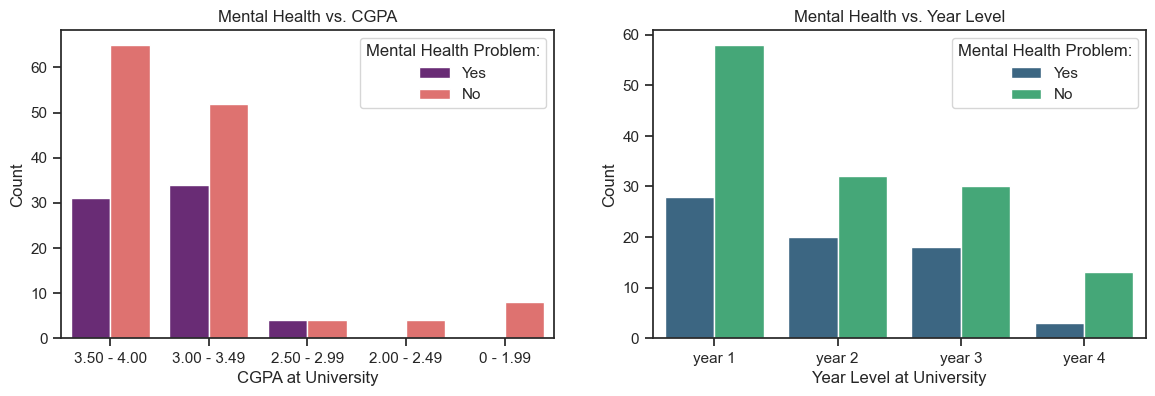 Mental Health vs. CGPA
Count
60
50
40
30
20
10
0
Mental Health Problem:
Yes
No
3.50 - 4.00 3.00 - 3.49 2.50 - 2.99 2.00 - 2.49 0 - 1.99
CGPA at University
Mental Health vs. Year Level
Count
60
50
40
30
20
10
0
Mental Health Problem:
Yes
No
year 1 year 2 year 3 year 4
Year Level at University